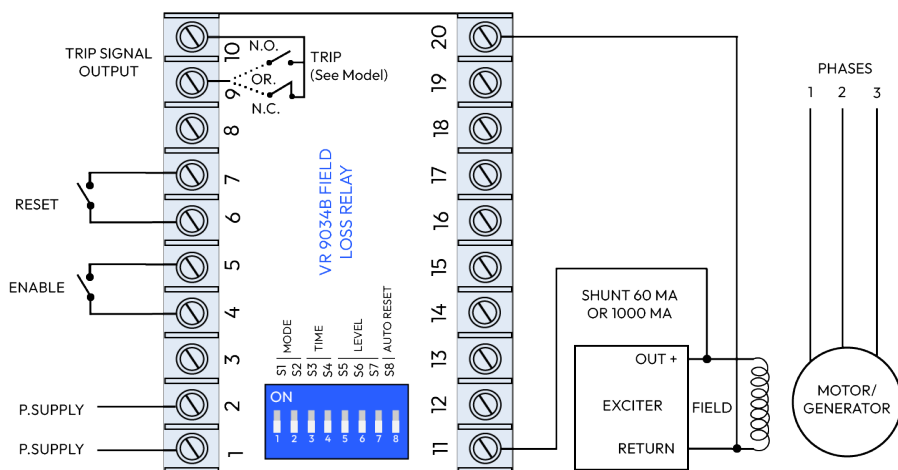 TRIP SIGNAL
OUTPUT
10
9
8
7
6
5
4
3
2
1
N.O.
OR.
N.C.
TRIP
(See Model)
RESET
ENABLE
P.SUPPLY
P.SUPPLY
VR 9034B FIELD
LOSS RELAY
MODE
TIME
LEVEL
AUTO RESET
S1
S2
S3
S4
S5
S6
S7
S8
ON
1 2 3 4 5 6 7 8
20
19
18
17
16
15
14
13
12
11
SHUNT 60 MA
OR 1000 MA
OUT +
EXCITER
RETURN
FIELD
PHASES
1 2 3
MOTOR/
GENERATOR